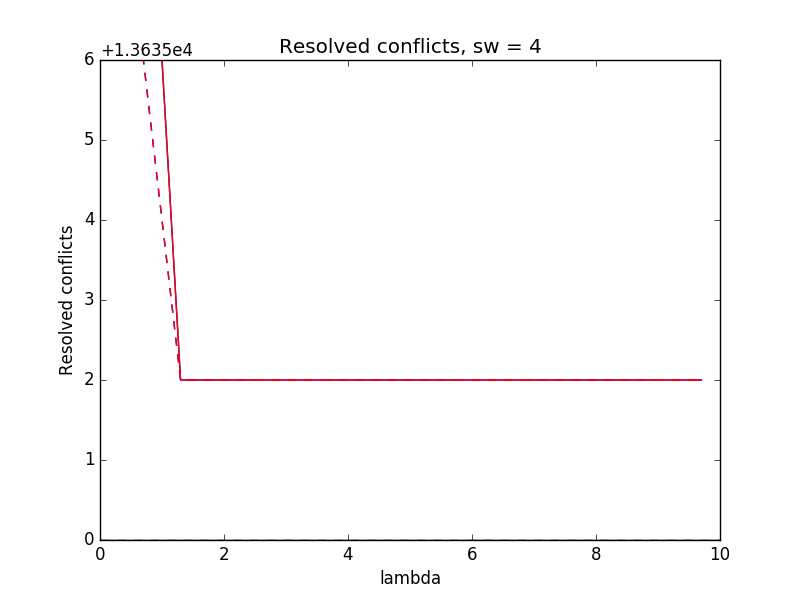 Resolved conflicts, sw = 4
+1.3635e4
6
5
4
3
2
1
0
Resolved conflicts
0 2 4 6 8 10
lambda